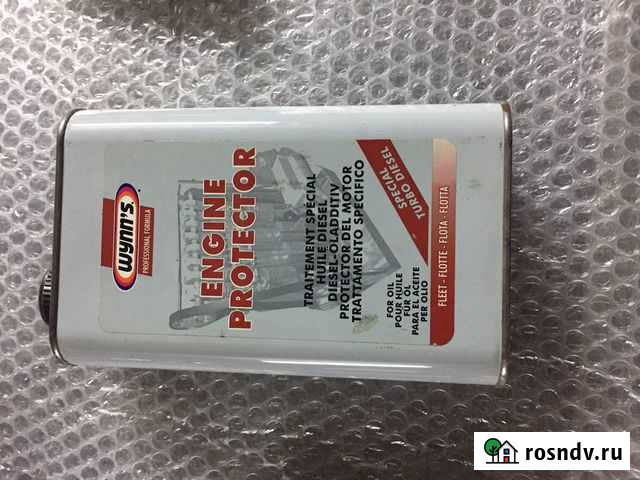 WYNN'S
PROFESSIONAL FORMULA
ENGINE
PROTECTOR
TRAITEMENT SPECIAL
HUILE DIESEL
DIESEL-OLADDITIV
PROTECTOR DEL MOTOR
TRATTAMENTO SPECIFICO
SPECIAL
TURBO DIESEL
FOR OIL
POUR HUILE
FÜR ÖL
PARA EL ACEITE
PER OLIO
FLEET - FLOTTE - FLOTA - FLOTTA
rosndv.ru